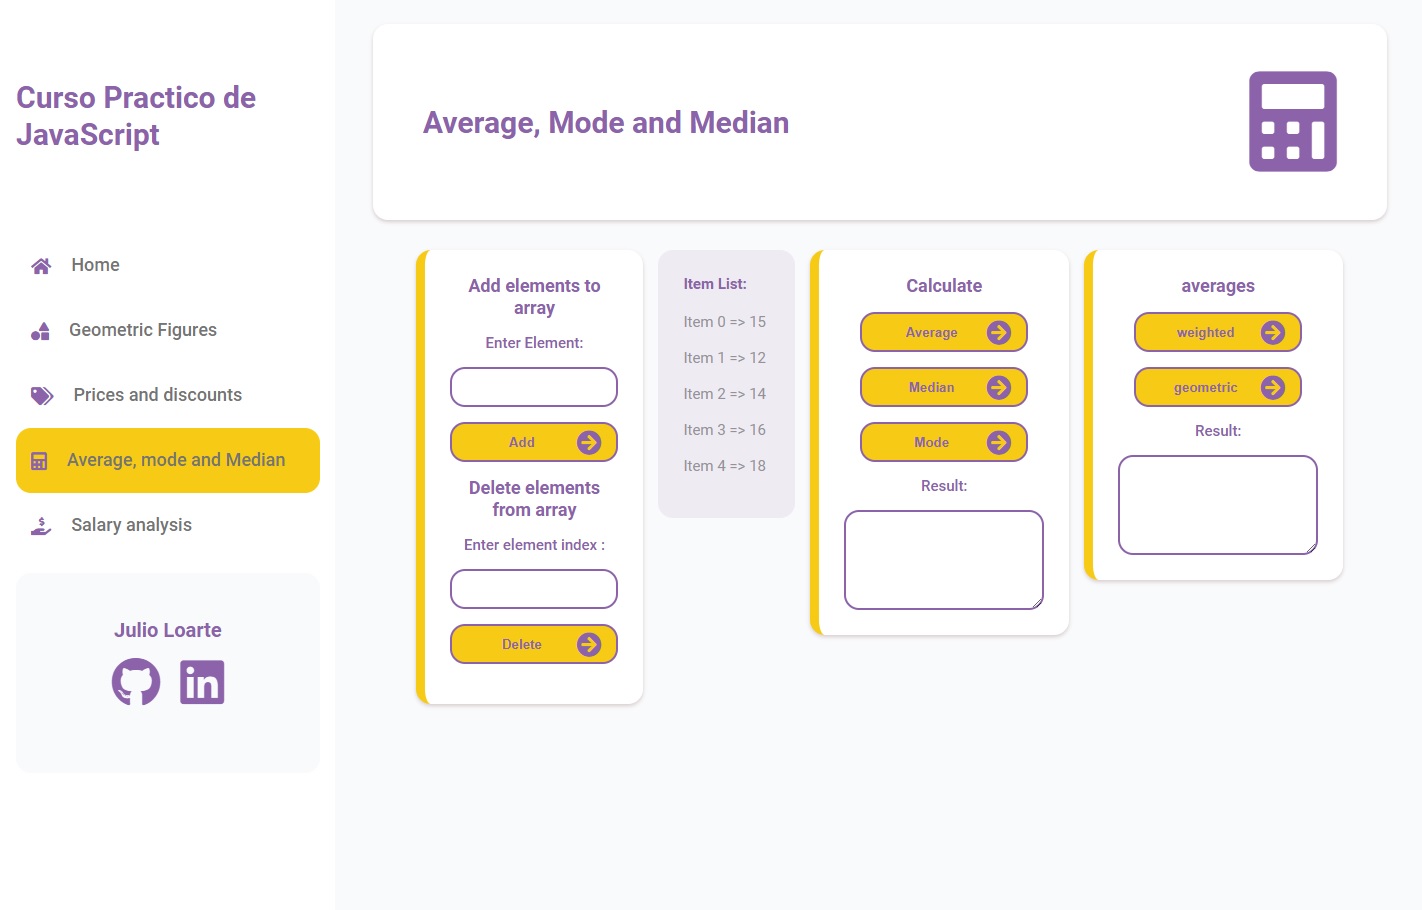 Curso Practico de
JavaScript
Home
Geometric Figures
Prices and discounts
Average, mode and Median
Salary analysis
Julio Loarte
Average, Mode and Median
Add elements to
array
Enter Element:
Add
Delete elements
from array
Enter element index :
Delete
Item List:
Item 0 => 15
Item 1 => 12
Item 2 => 14
Item 3 => 16
Item 4 => 18
Calculate
Average
Median
Mode
Result:
averages
weighted
geometric
Result: